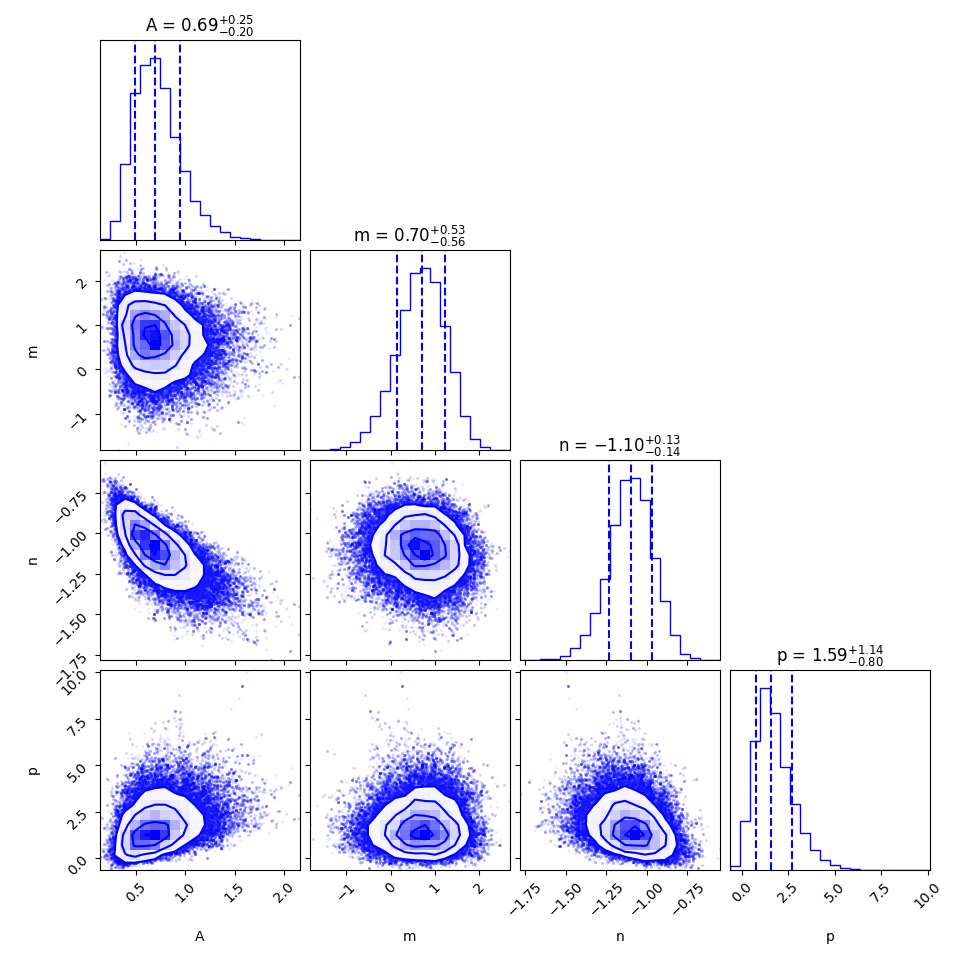 A = 0.69+0.25−0.20
m = 0.70+0.53−0.56
2
1
0
−1
m
n = −1.10+0.13−0.14
−0.75
−1.00
−1.25
−1.50
−1.75
n
p = 1.59+1.14−0.80
10.0
7.5
5.0
2.5
0.0
p
0.5 1.0 1.5 2.0
−1 0 1 2
−1.75 −1.50 −1.25 −1.00 −0.75
0.0 2.5 5.0 7.5 10.0
A m n p